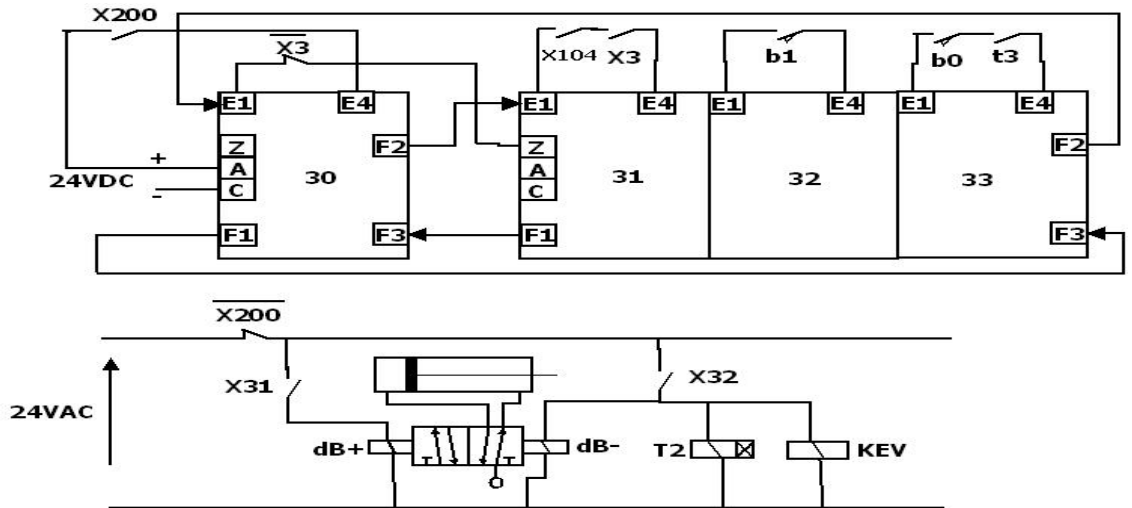 X200
X3
X104 X3
b1
b0 t3
E1 E4 E1 E4 E1 E4 E1 E4
Z F2 Z F2
+ A 30 A 31 32 33
24VDC
- C C
F1 F3 F1 F3
X200
X31 X32
24VAC
dB+ T T dB- T2 KEV